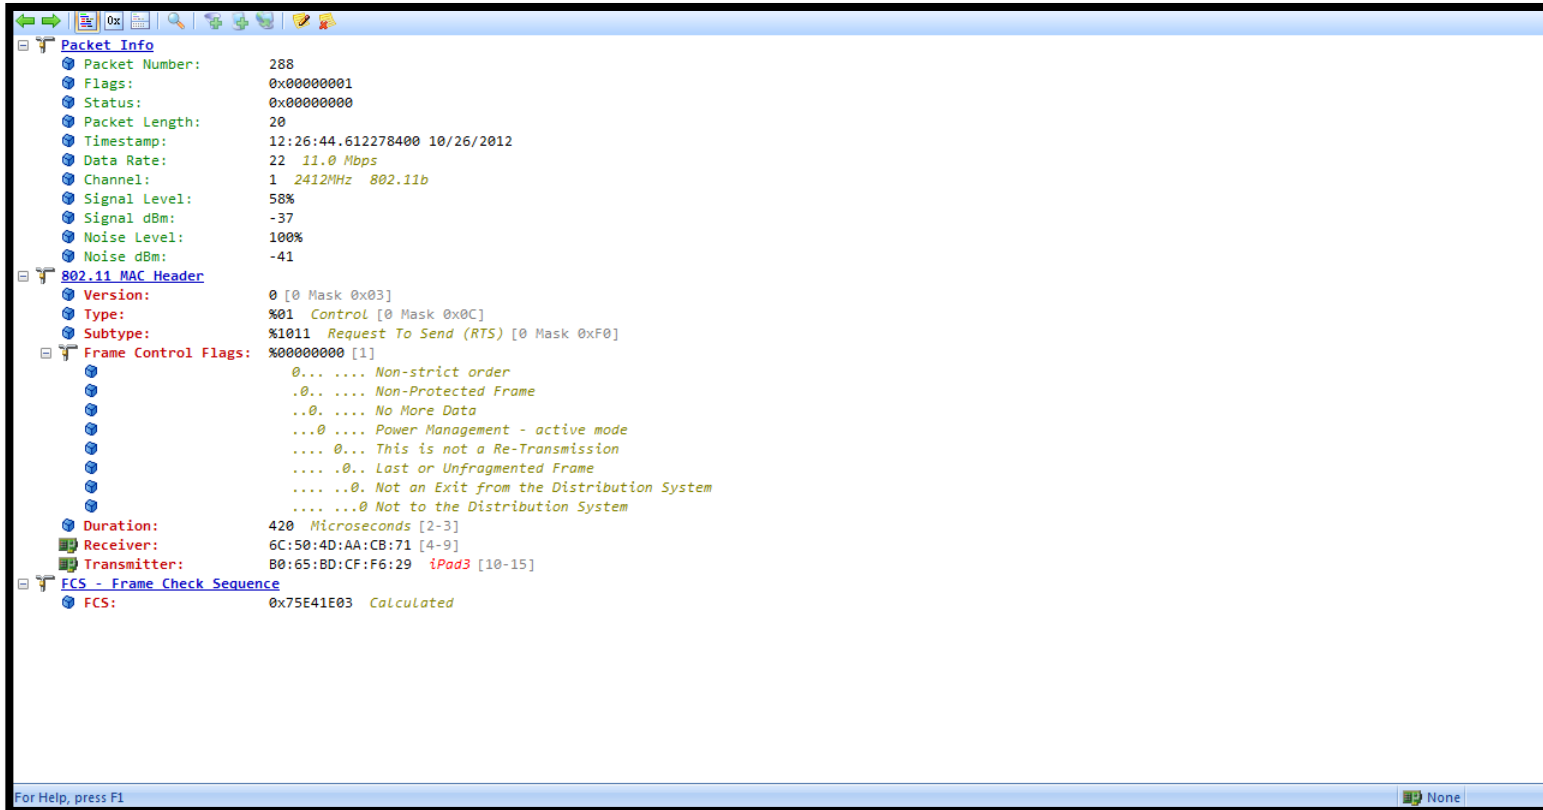 0x
Packet Info
Packet Number: 288
Flags: 0x00000001
Status: 0x00000000
Packet Length: 20
Timestamp: 12:26:44.612278400 10/26/2012
Data Rate: 22 11.0 Mbps
Channel: 1 2412MHz 802.11b
Signal Level: 58%
Signal dBm: -37
Noise Level: 100%
Noise dBm: -41
802.11 MAC Header
Version: 0 [0 Mask 0x03]
Type: %01 Control [0 Mask 0x0C]
Subtype: %1011 Request To Send (RTS) [0 Mask 0xF0]
Frame Control Flags: %00000000 [1]
0... .... Non-strict order
.0.. .... Non-Protected Frame
..0. .... No More Data
...0 .... Power Management - active mode
.... 0... This is not a Re-Transmission
.... .0.. Last or Unfragmented Frame
.... ..0. Not an Exit from the Distribution System
.... ...0 Not to the Distribution System
Duration: 420 Microseconds [2-3]
Receiver: 6C:50:4D:AA:CB:71 [4-9]
Transmitter: B0:65:BD:CF:F6:29 iPad3 [10-15]
FCS - Frame Check Sequence
FCS: 0x75E41E03 Calculated
For Help, press F1 None